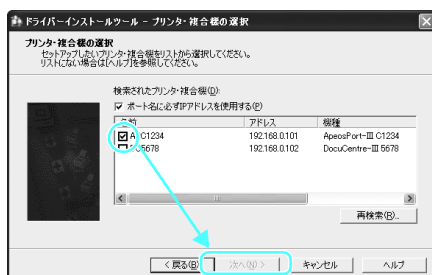 ドライバーインストールツール - プリンタ・複合機の選択
プリンタ・複合機の選択
セットアップしたいプリンタ・複合機をリストから選択してください。
リストにない場合は[ヘルプ]を参照してください。
検索されたプリンタ・複合機(D):
ポート名に必ずIPアドレスを使用する(P)
名前 アドレス 機種
C1234 192.168.0.101 ApeosPort-III C1234
5678 192.168.0.102 DocuCentre-III 5678
再検索(R)...
< 戻る(B) 次へ(N) > キャンセル ヘルプ